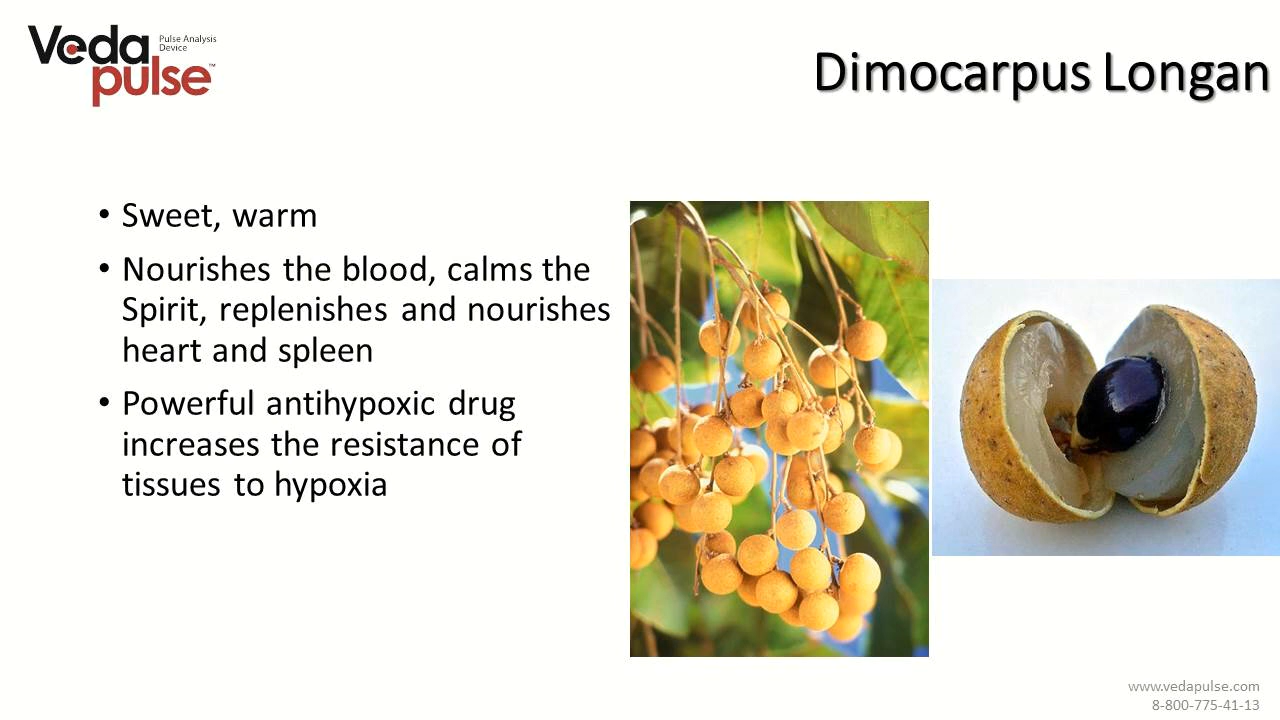 Veda
pulse™
Pulse Analysis
Device
Dimocarpus Longan
• Sweet, warm
• Nourishes the blood, calms the
Spirit, replenishes and nourishes
heart and spleen
• Powerful antihypoxic drug
increases the resistance of
tissues to hypoxia
www.vedapulse.com
8-800-775-41-13